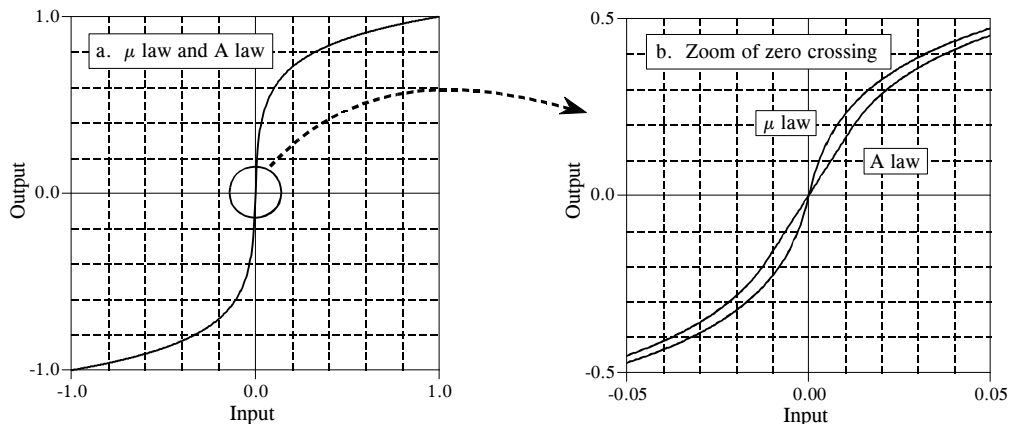 1.0
a. μ law and A law
Output
0.0
-1.0
-1.0
0.0
1.0
Input
0.5
b. Zoom of zero crossing
μ law
A law
Output
0.0
-0.5
-0.05
0.00
0.05
Input